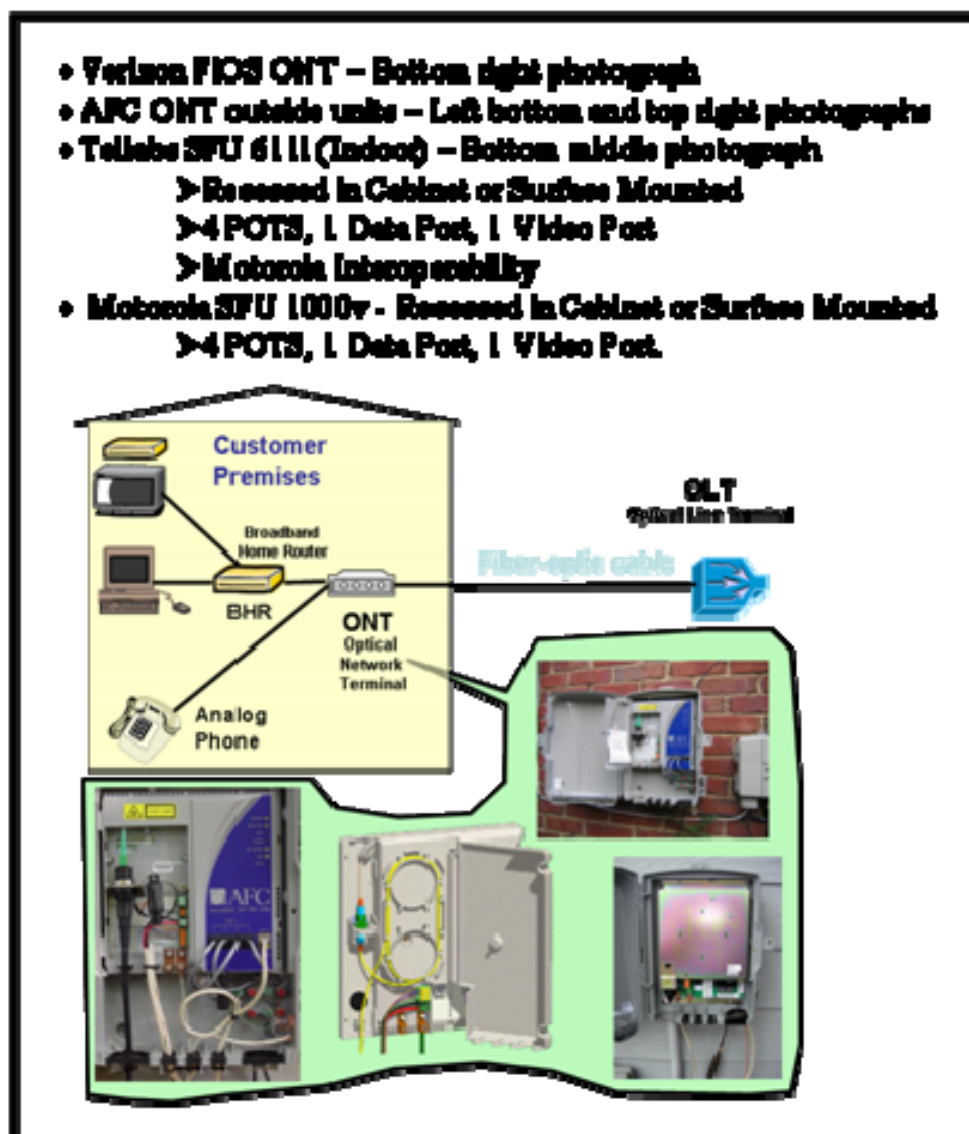 • Verizon FIOS ONT – Bottom right photograph
• AFC ONT outside units – Left bottom and top right photographs
• Tellabs SFU 6111(Indoor) – Bottom middle photograph
➢Recessed in Cabinet or Surface Mounted
➢4 POTS, 1 Data Port, 1 Video Port
➢Motorola Interoperability
• Motorola SFU 1000v - Recessed in Cabinet or Surface Mounted
➢4 POTS, 1 Data Port, 1 Video Port.
Customer
Premises
OLT
Optical Line Terminal
Broadband
Home Router
Fiber-optic cable
BHR
ONT
Optical
Network
Terminal
Analog
Phone
AFC